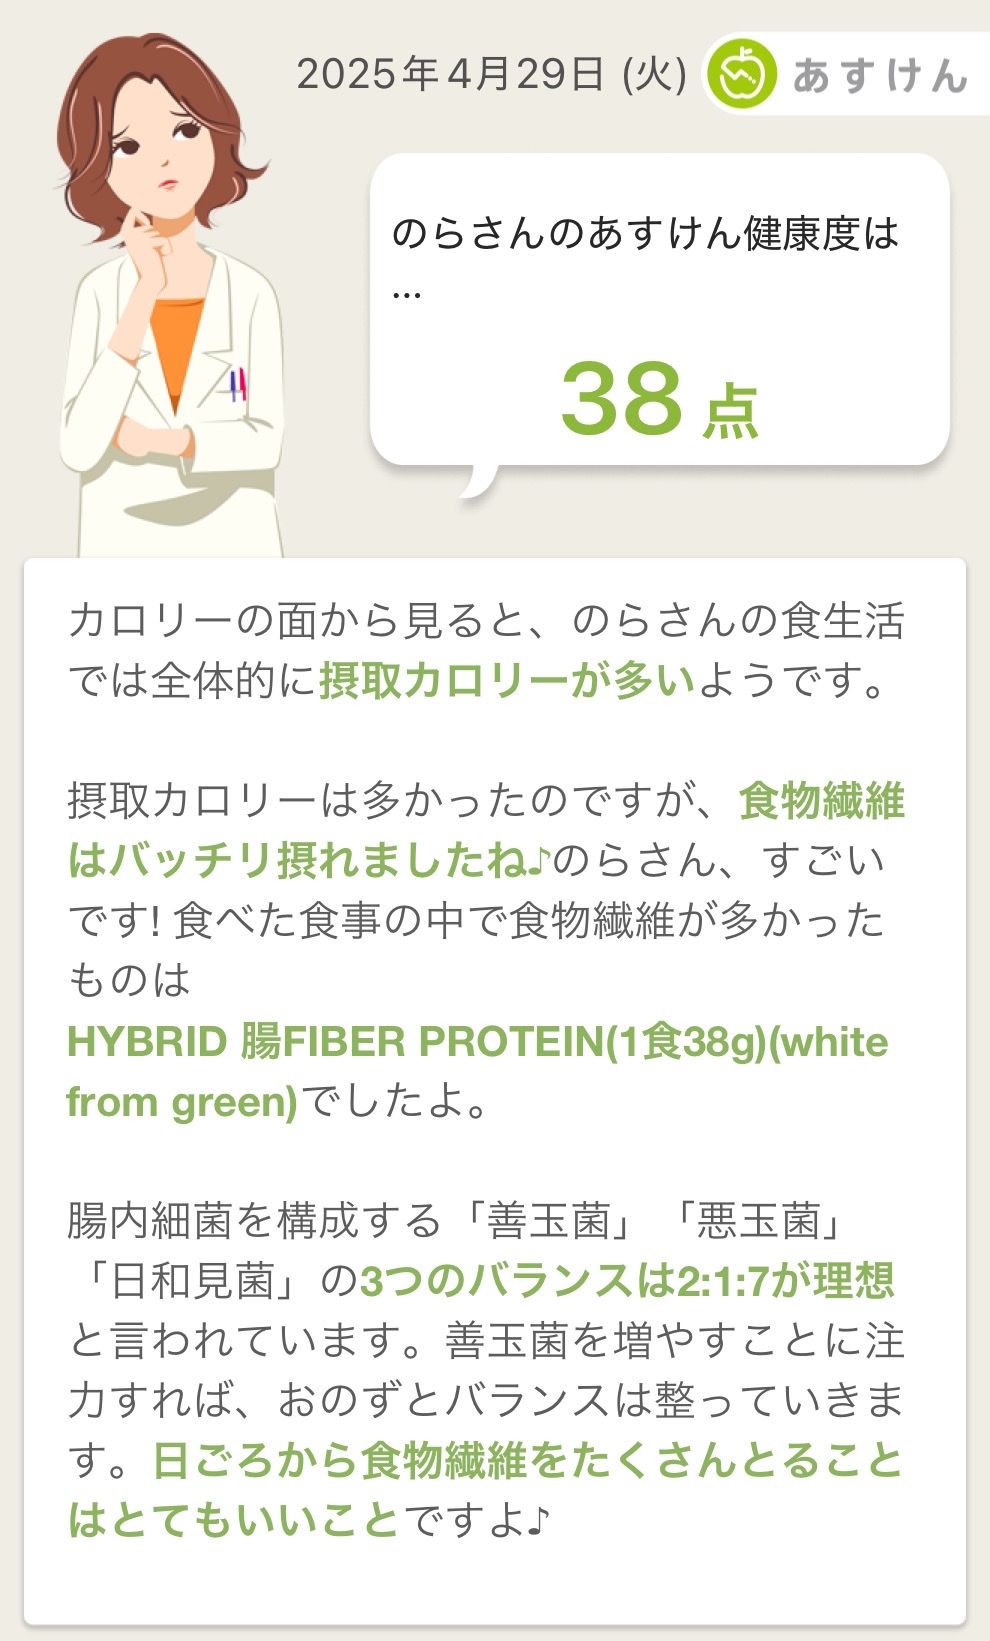 2025年4月29日 (火)
あすけん
のらさんのあすけん健康度は
…
38 点
カロリーの面から見ると、のらさんの食生活
では全体的に摂取カロリーが多いようです。
摂取カロリーは多かったのですが、食物繊維
はバッチリ摂れましたね♪のらさん、すごい
です! 食べた食事の中で食物繊維が多かった
ものは
HYBRID 腸FIBER PROTEIN(1食38g)(white
from green)でしたよ。
腸内細菌を構成する「善玉菌」「悪玉菌」
「日和見菌」の3つのバランスは2:1:7が理想
と言われています。善玉菌を増やすことに注
力すれば、おのずとバランスは整っていきま
す。日ごろから食物繊維をたくさんとること
はとてもいいことですよ♪